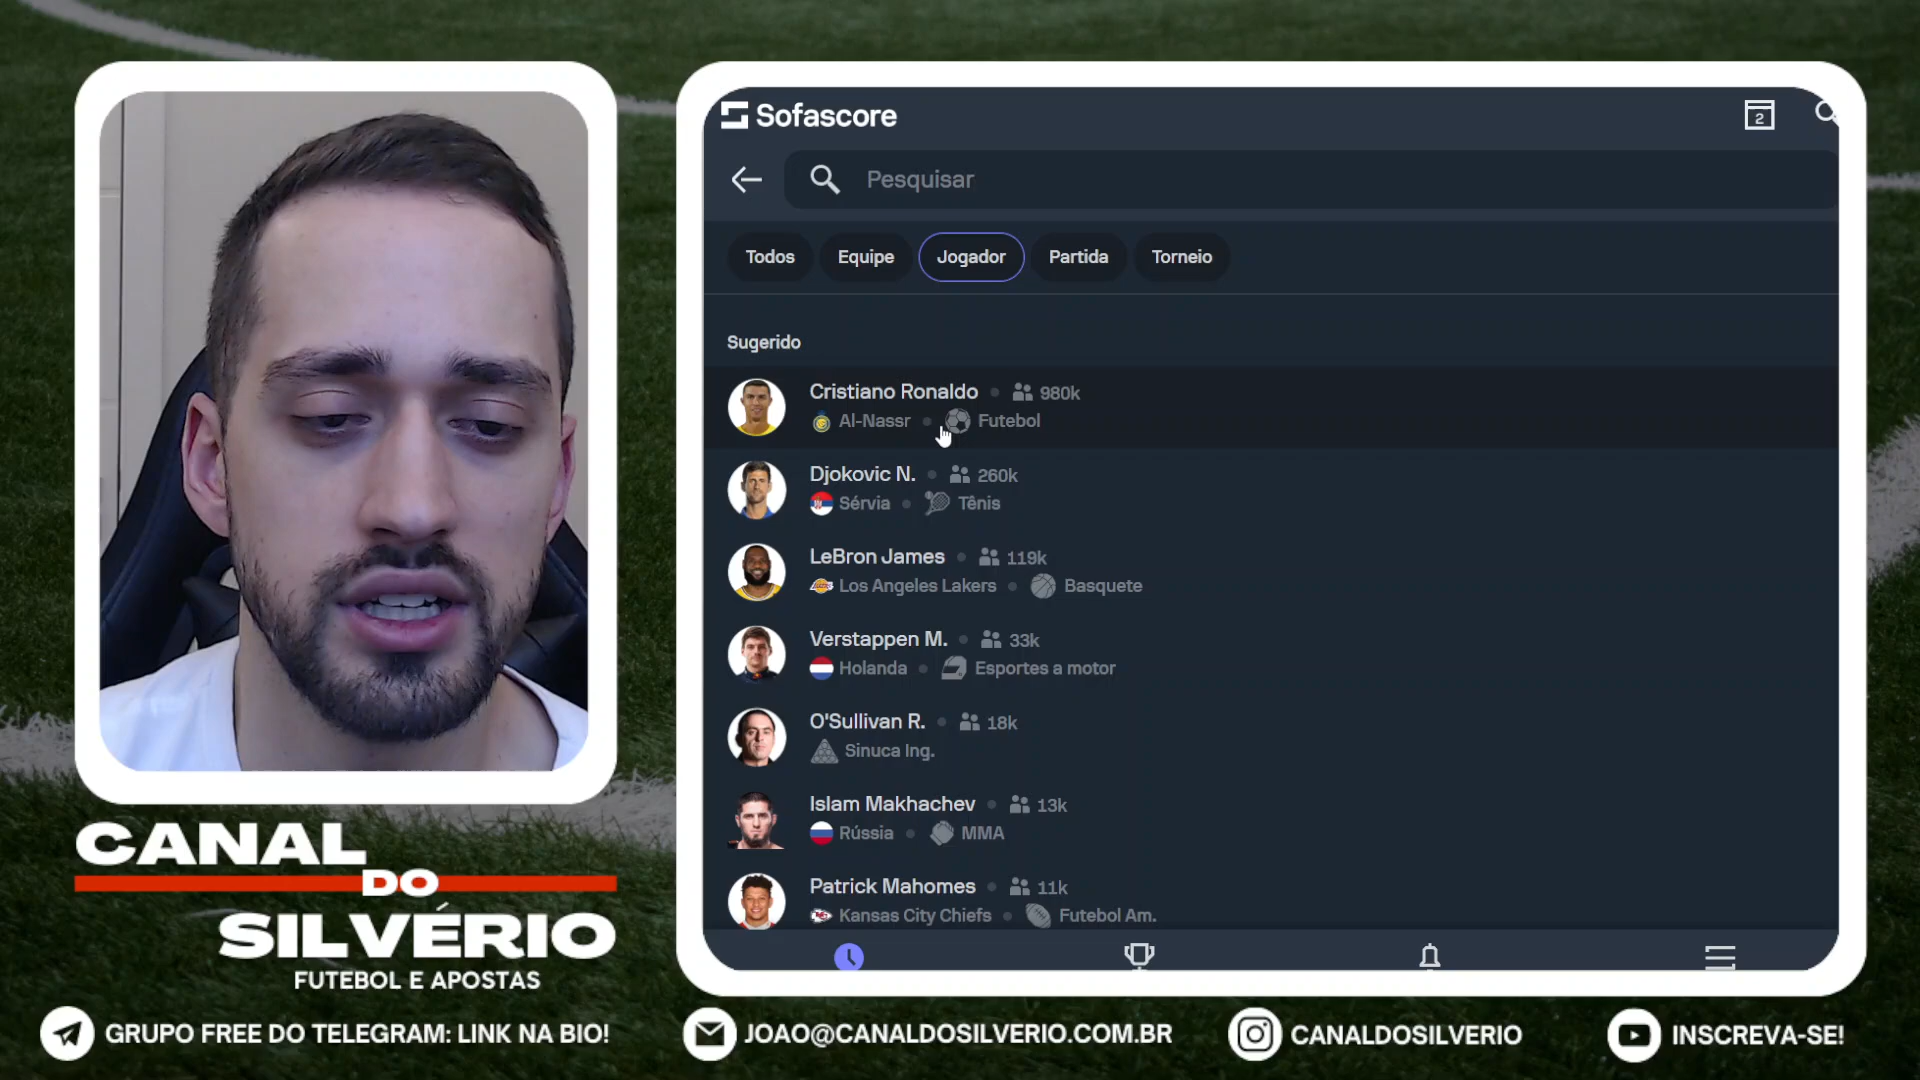 Sofascore
2
Pesquisar
Todos
Equipe
Jogador
Partida
Torneio
Sugerido
Cristiano Ronaldo • 980k
Al-Nassr • Futebol
Djokovic N. • 260k
Sérvia • Tênis
LeBron James • 119k
Los Angeles Lakers • Basquete
Verstappen M. • 33k
Holanda • Esportes a motor
O'Sullivan R. • 18k
Sinuca Ing.
Islam Makhachev • 13k
Rússia • MMA
Patrick Mahomes • 11k
Kansas City Chiefs • Futebol Am.
CANAL
DO
SILVÉRIO
FUTEBOL E APOSTAS
GRUPO FREE DO TELEGRAM: LINK NA BIO!
JOAO@CANALDOSILVERIO.COM.BR
CANALDOSILVERIO
INSCREVA-SE!